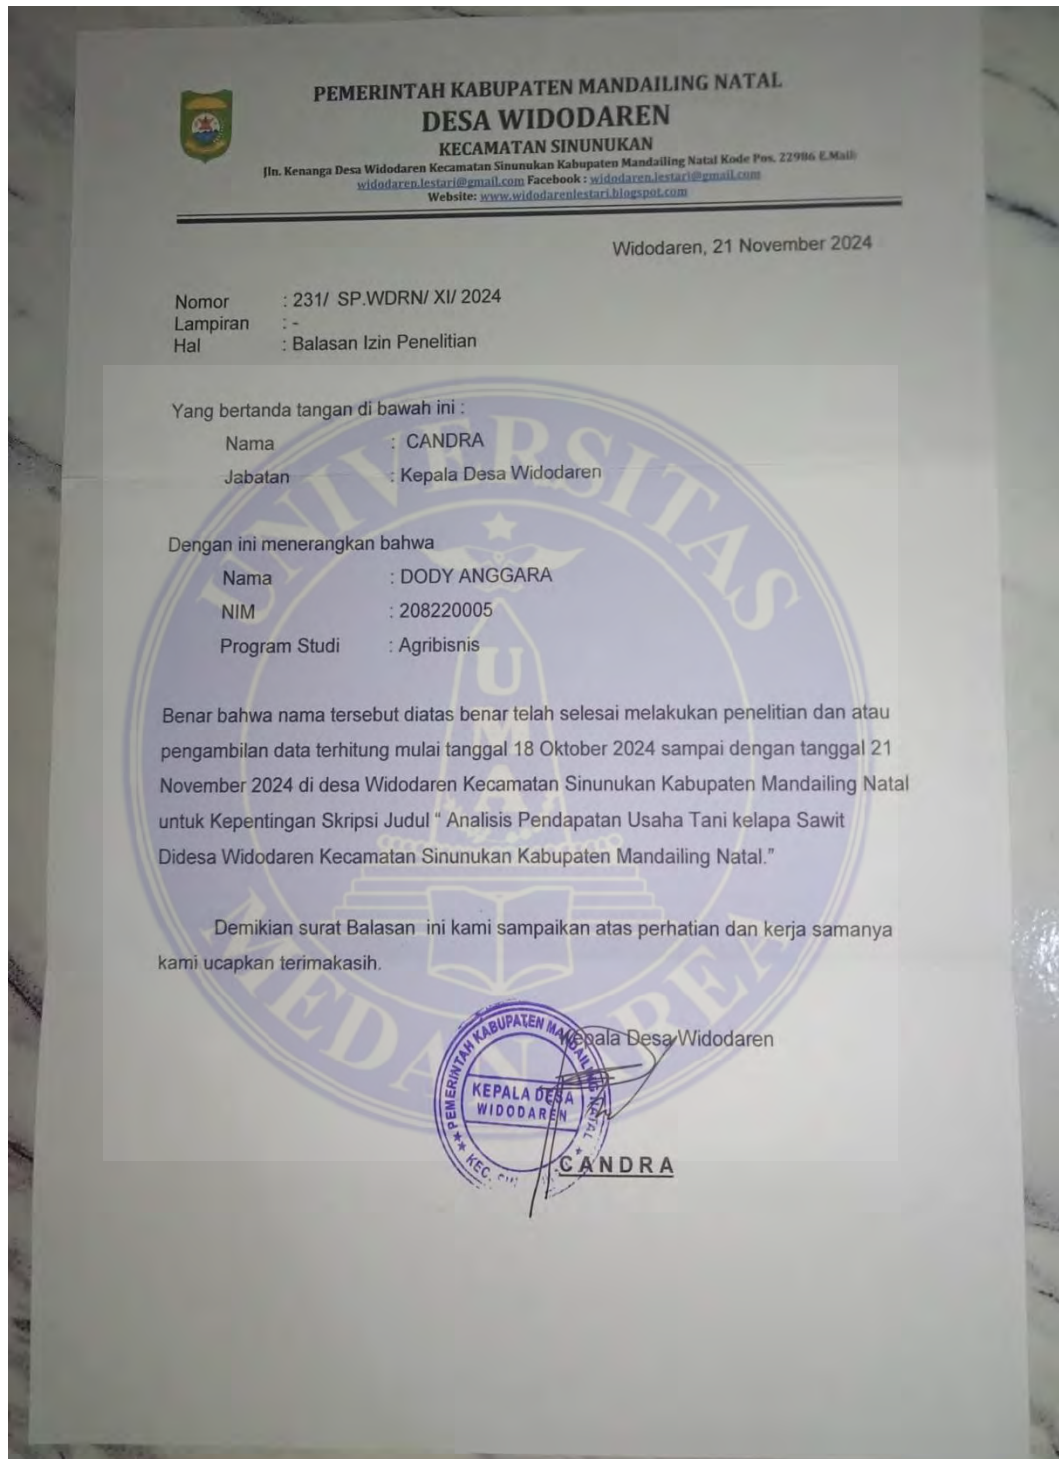 PEMERINTAH KABUPATEN MANDAILING NATAL
DESA WIDODAREN
KECAMATAN SINUNUKAN
Jln. Kenanga Desa Widodaren Kecamatan Sinunukan Kabupaten Mandailing Natal Kode Pos. 22986 E.Mail:
widodaren.lestari@gmail.com Facebook : widodaren.lestari@gmail.com
Website: www.widodarenlestari.blogspot.com
Widodaren, 21 November 2024
Nomor : 231/ SP.WDRN/ XI/ 2024
Lampiran : -
Hal : Balasan Izin Penelitian
Yang bertanda tangan di bawah ini :
Nama : CANDRA
Jabatan : Kepala Desa Widodaren
Dengan ini menerangkan bahwa
Nama : DODY ANGGARA
NIM : 208220005
Program Studi : Agribisnis
Benar bahwa nama tersebut diatas benar telah selesai melakukan penelitian dan atau
pengambilan data terhitung mulai tanggal 18 Oktober 2024 sampai dengan tanggal 21
November 2024 di desa Widodaren Kecamatan Sinunukan Kabupaten Mandailing Natal
untuk Kepentingan Skripsi Judul “ Analisis Pendapatan Usaha Tani kelapa Sawit
Didesa Widodaren Kecamatan Sinunukan Kabupaten Mandailing Natal.”
Demikian surat Balasan ini kami sampaikan atas perhatian dan kerja samanya
kami ucapkan terimakasih.
Kepala Desa Widodaren
PEMERINTAH KABUPATEN MANDAILING NATAL
KEPALA DESA
WIDODAREN
KEC.
CANDRA
UNIVERSITAS
UMA
MEDAN AREA